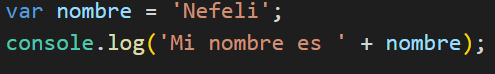 var nombre = 'Nefeli';
console.log('Mi nombre es ' + nombre);